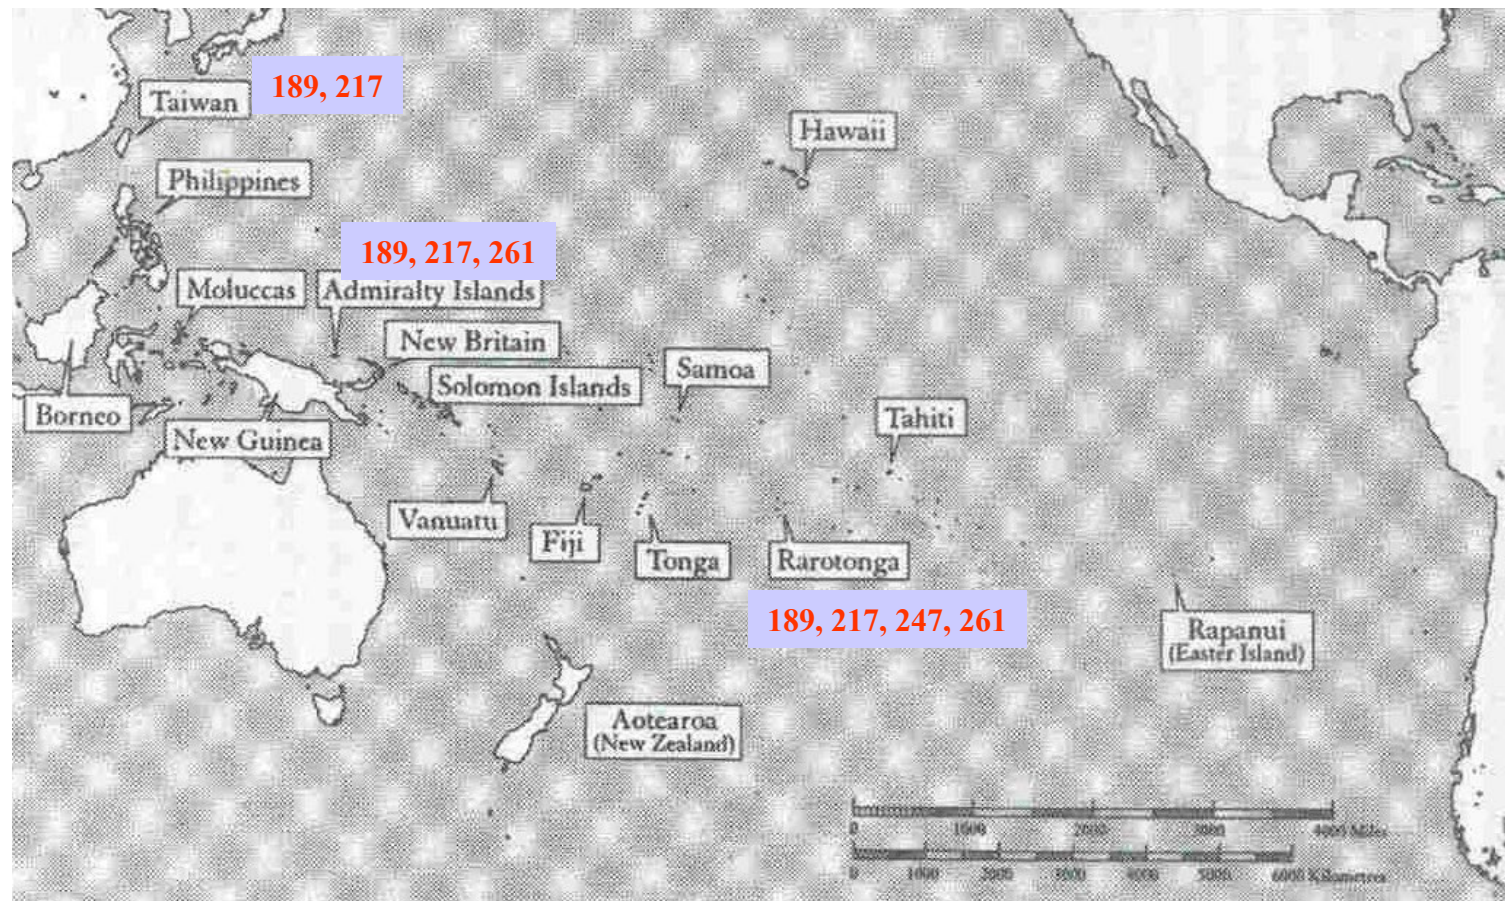 Taiwan
189, 217
Hawaii
Philippines
189, 217, 261
Moluccas
Admiralty Islands
New Britain
Samoa
Solomon Islands
Borneo
Tahiti
New Guinea
Vanuatu
Fiji
Tonga
Rarotonga
189, 217, 247, 261
Rapanui
(Easter Island)
Aotearoa
(New Zealand)
0 1000 2000 3000 4000 Miles
0 1000 2000 3000 4000 5000 6000 Kilometres